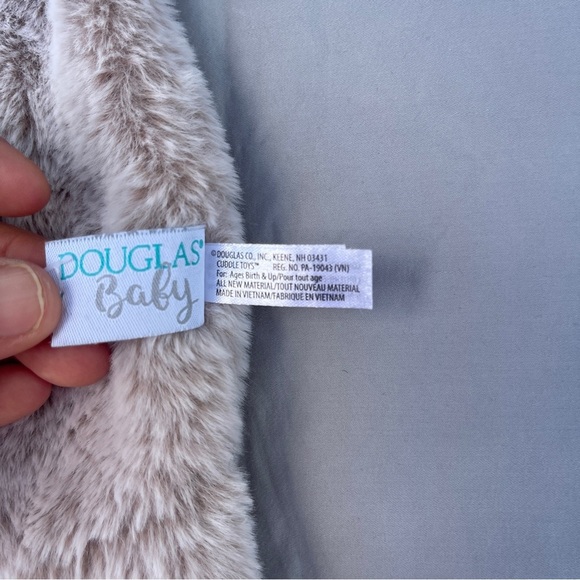 DOUGLAS®
Baby
©DOUGLAS CO., INC., KEENE, NH 03431
CUDDLE TOYS™ REG. NO. PA-19043 (VN)
For: Ages Birth & Up/Pour tout age
ALL NEW MATERIAL/TOUT NOUVEAU MATERIAL
MADE IN VIETNAM/FABRIQUÉ EN VIETNAM